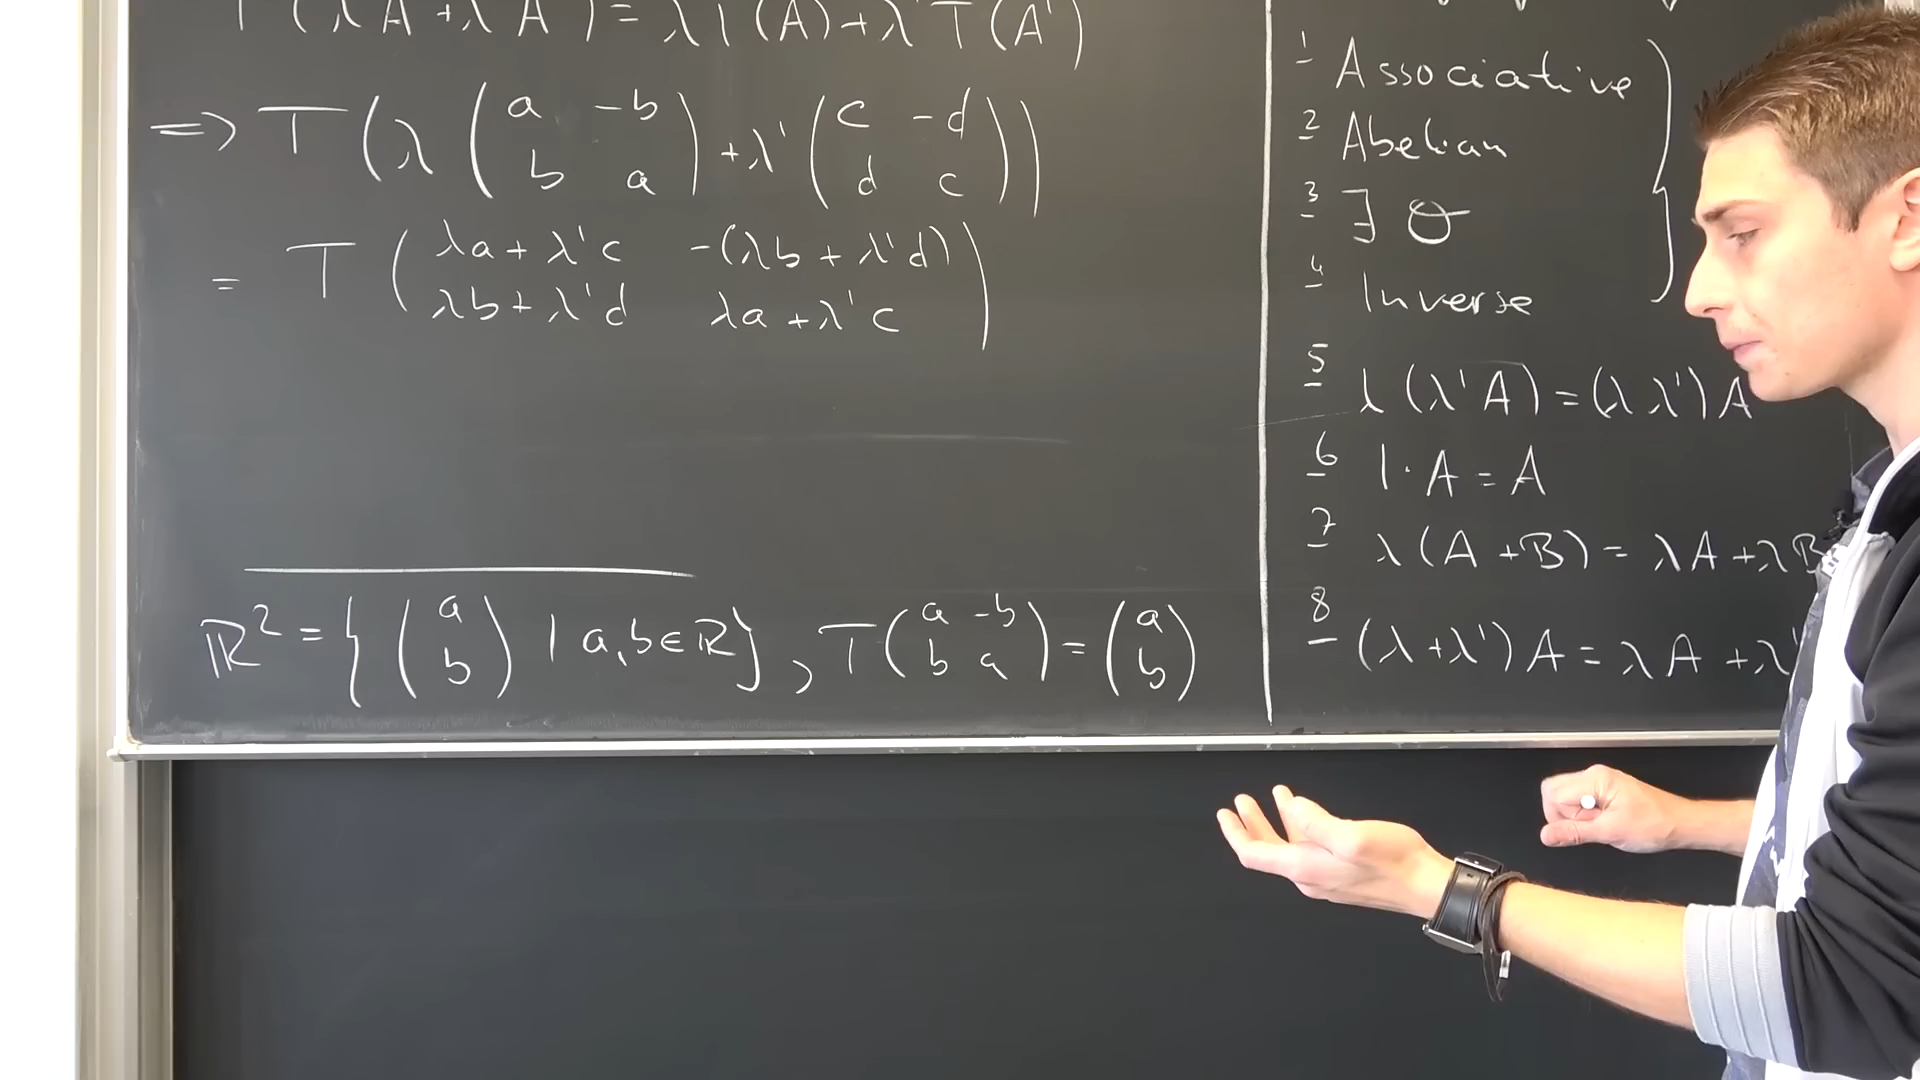 T(λA+λ'A') = λT(A)+λ'T(A')
=> T(λ(a -b
b a) +λ'(c -d
d c))
= T(λa+λ'c -(λb+λ'd)
λb+λ'd λa+λ'c)
ℝ² = {(a
b) | a,b∈ℝ}, T(a -b
b a) = (a
b)
1 Associative
2 Abelian
3 ∃ O
4 Inverse
5 λ(λ'A) = (λλ')A
6 1·A = A
7 λ(A+B) = λA+λB
8 (λ+λ')A = λA+λ'